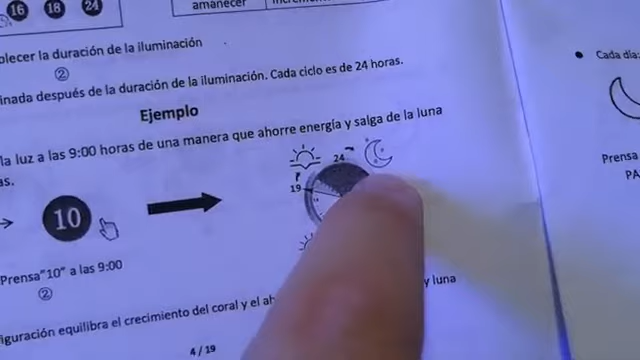 16 18 24
amanecer
blecer la duración de la iluminación
②
inada después de la duración de la iluminación. Cada ciclo es de 24 horas.
Ejemplo
la luz a las 9:00 horas de una manera que ahorre energía y salga de la luna
as.
24
19
10
Prensa"10" a las 9:00
②
y luna
figuración equilibra el crecimiento del coral y el ah
4 / 19
Cada día:
Prensa
PA